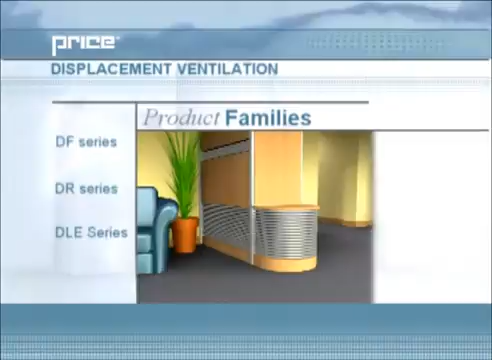 price
DISPLACEMENT VENTILATION
Product Families
DF series
DR series
DLE Series